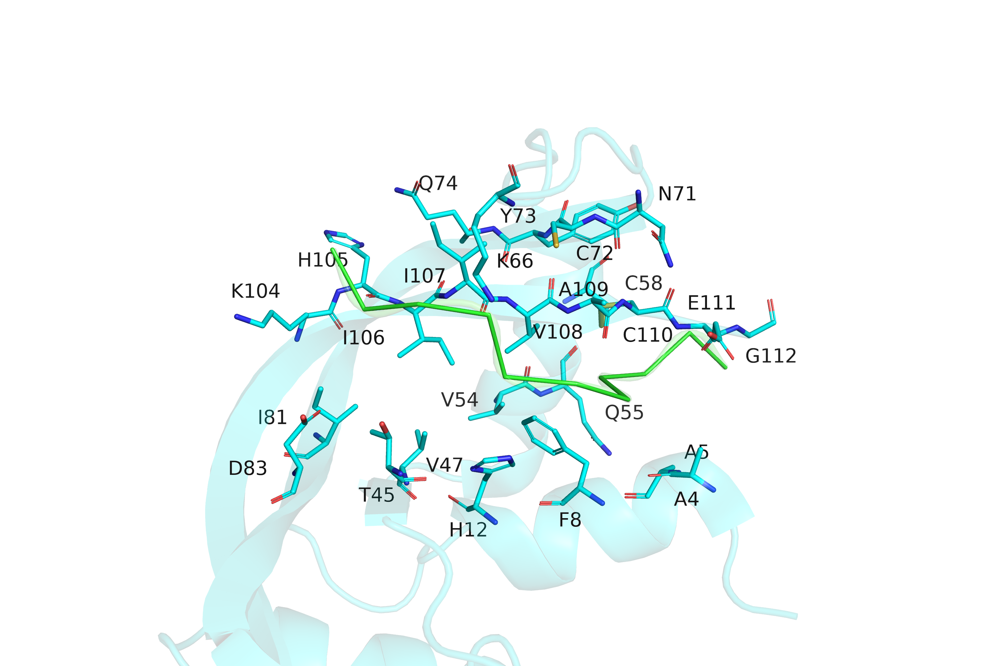 Q74
N71
Y73
H105
C72
K66
I107
C58
K104
A109
E111
I106
V108
C110
G112
V54
Q55
I81
A5
V47
D83
T45
A4
F8
H12